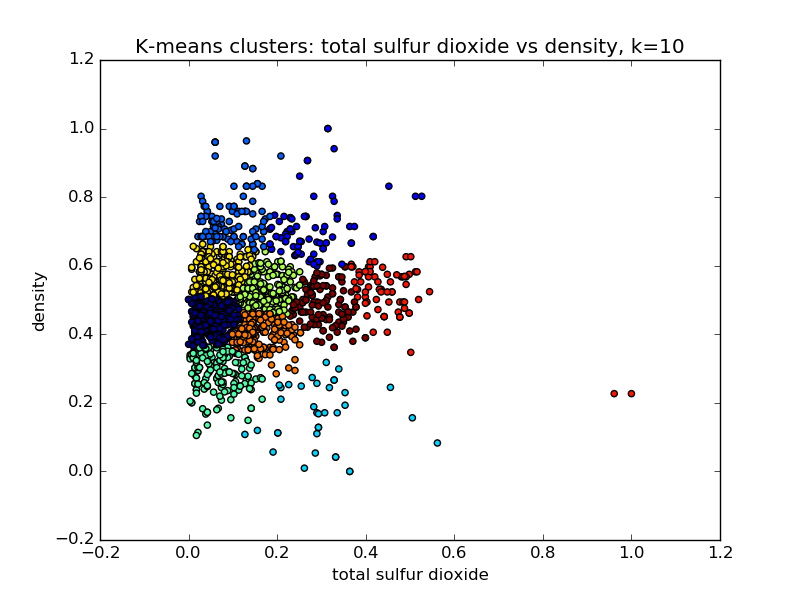 K-means clusters: total sulfur dioxide vs density, k=10
1.2
1.0
0.8
0.6
0.4
0.2
0.0
−0.2
density
−0.2 0.0 0.2 0.4 0.6 0.8 1.0 1.2
total sulfur dioxide